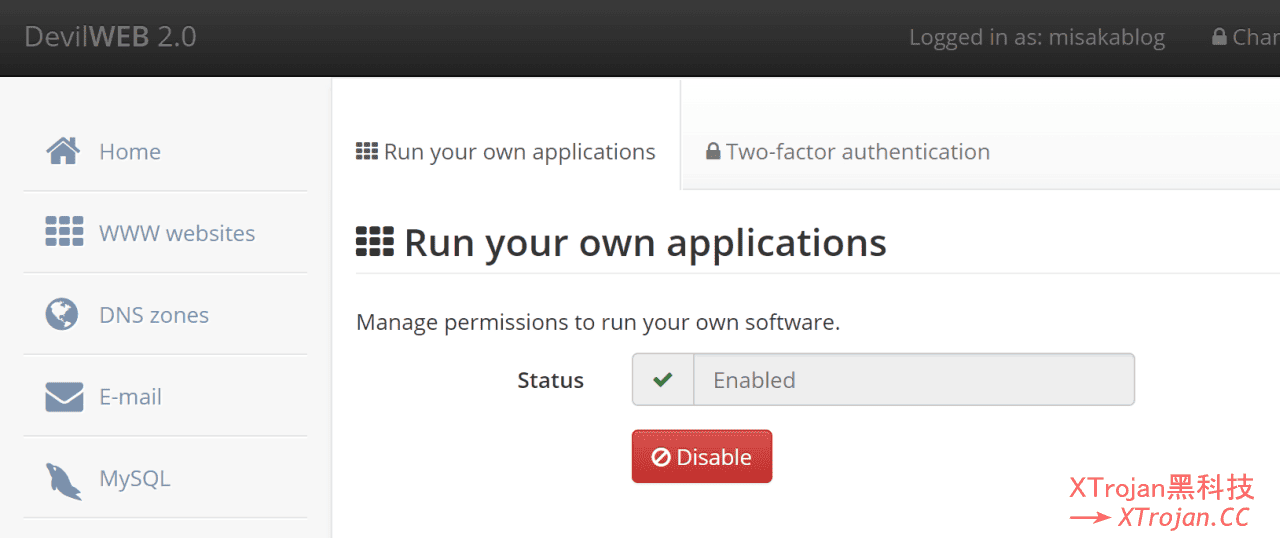 DevilWEB 2.0
Logged in as: misakablog
Home
Run your own applications
Two-factor authentication
WWW websites
Run your own applications
DNS zones
Manage permissions to run your own software.
Status
Enabled
E-mail
Disable
MySQL
XTrojan黑科技
XTrojan.CC